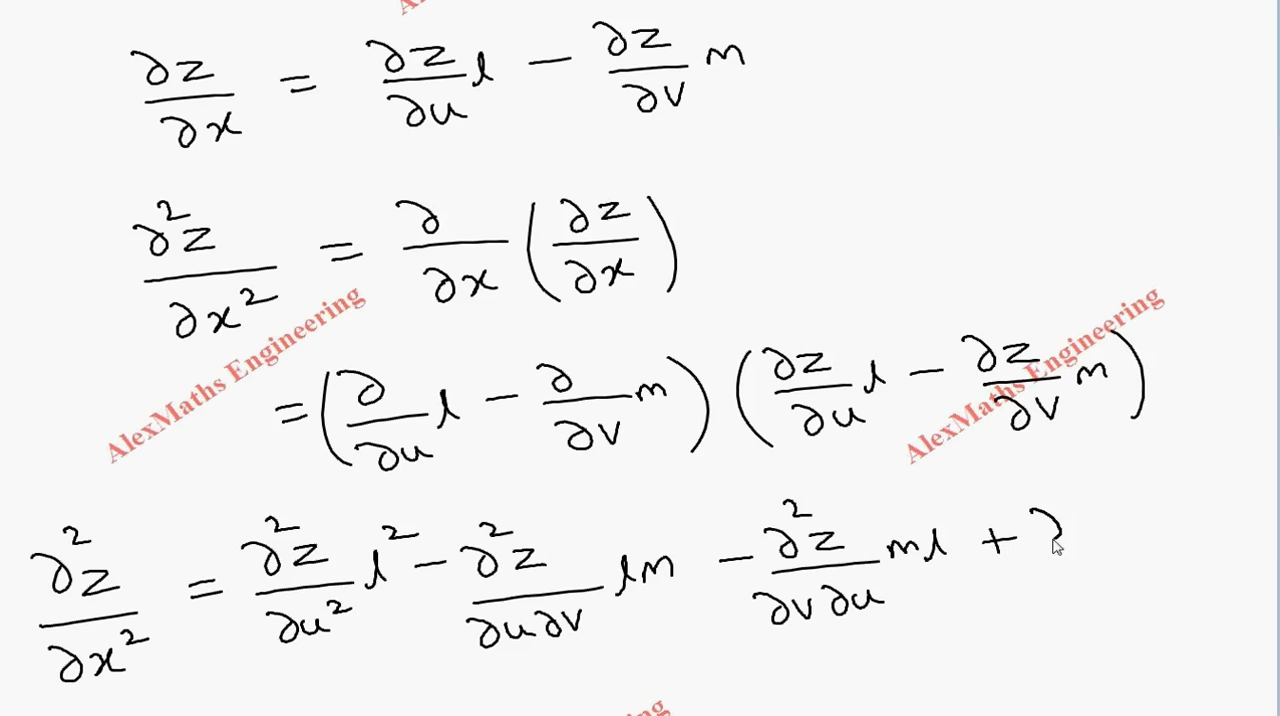 ∂z/∂x = ∂z/∂u l − ∂z/∂v m
∂²z/∂x² = ∂/∂x (∂z/∂x)
= (∂/∂u l − ∂/∂v m) (∂z/∂u l − ∂z/∂v m)
AlexMaths Engineering
AlexMaths Engineering
∂²z/∂x² = ∂²z/∂u² l² − ∂²z/∂u∂v lm − ∂²z/∂v∂u ml +